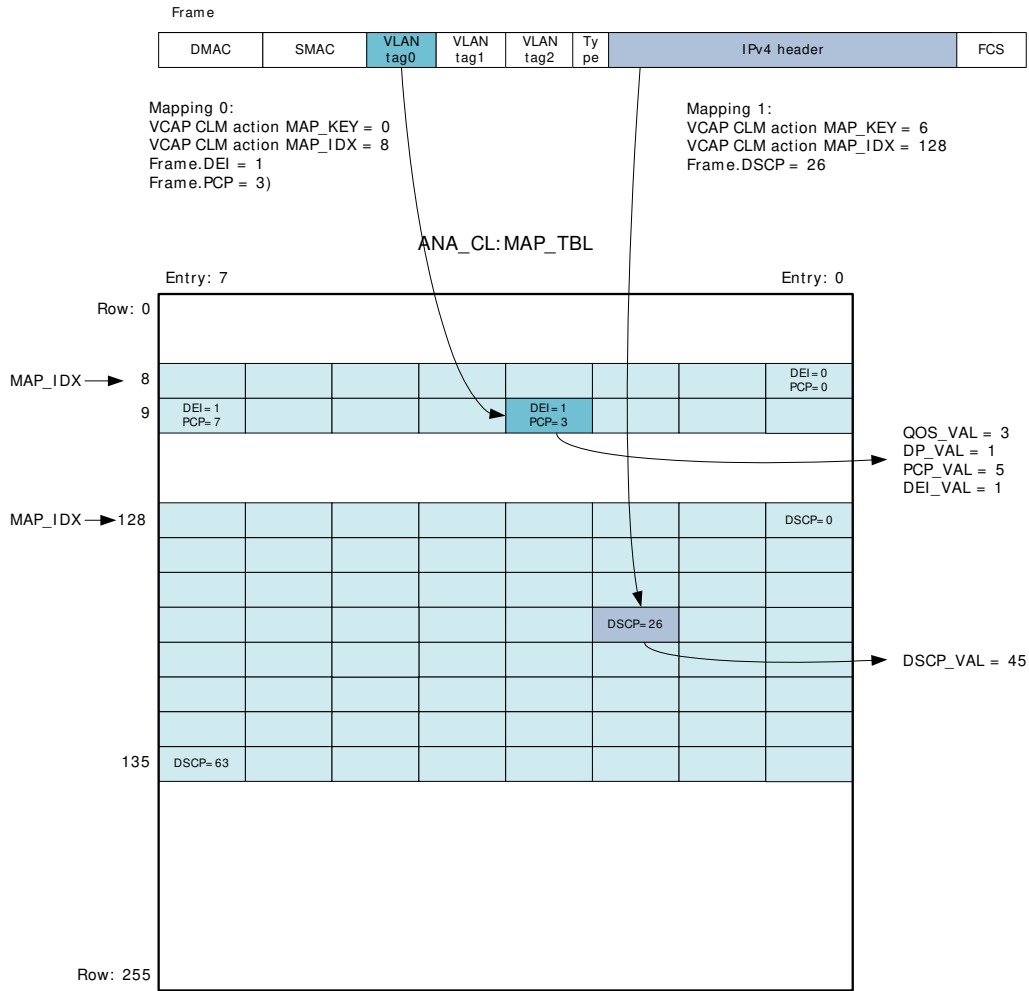 Frame
DMAC
SMAC
VLAN
tag0
VLAN
tag1
VLAN
tag2
Ty
pe
IPv4 header
FCS
Mapping 0:
VCAP CLM action MAP_KEY = 0
VCAP CLM action MAP_IDX = 8
Frame.DEI = 1
Frame.PCP = 3)
Mapping 1:
VCAP CLM action MAP_KEY = 6
VCAP CLM action MAP_IDX = 128
Frame.DSCP = 26
ANA_CL:MAP_TBL
Entry: 7
Entry: 0
Row: 0
MAP_IDX
8
DEI=0
PCP=0
9
DEI=1
PCP=7
DEI=1
PCP=3
QOS_VAL = 3
DP_VAL = 1
PCP_VAL = 5
DEI_VAL = 1
MAP_IDX
128
DSCP=0
DSCP=26
DSCP_VAL = 45
135
DSCP=63
Row: 255